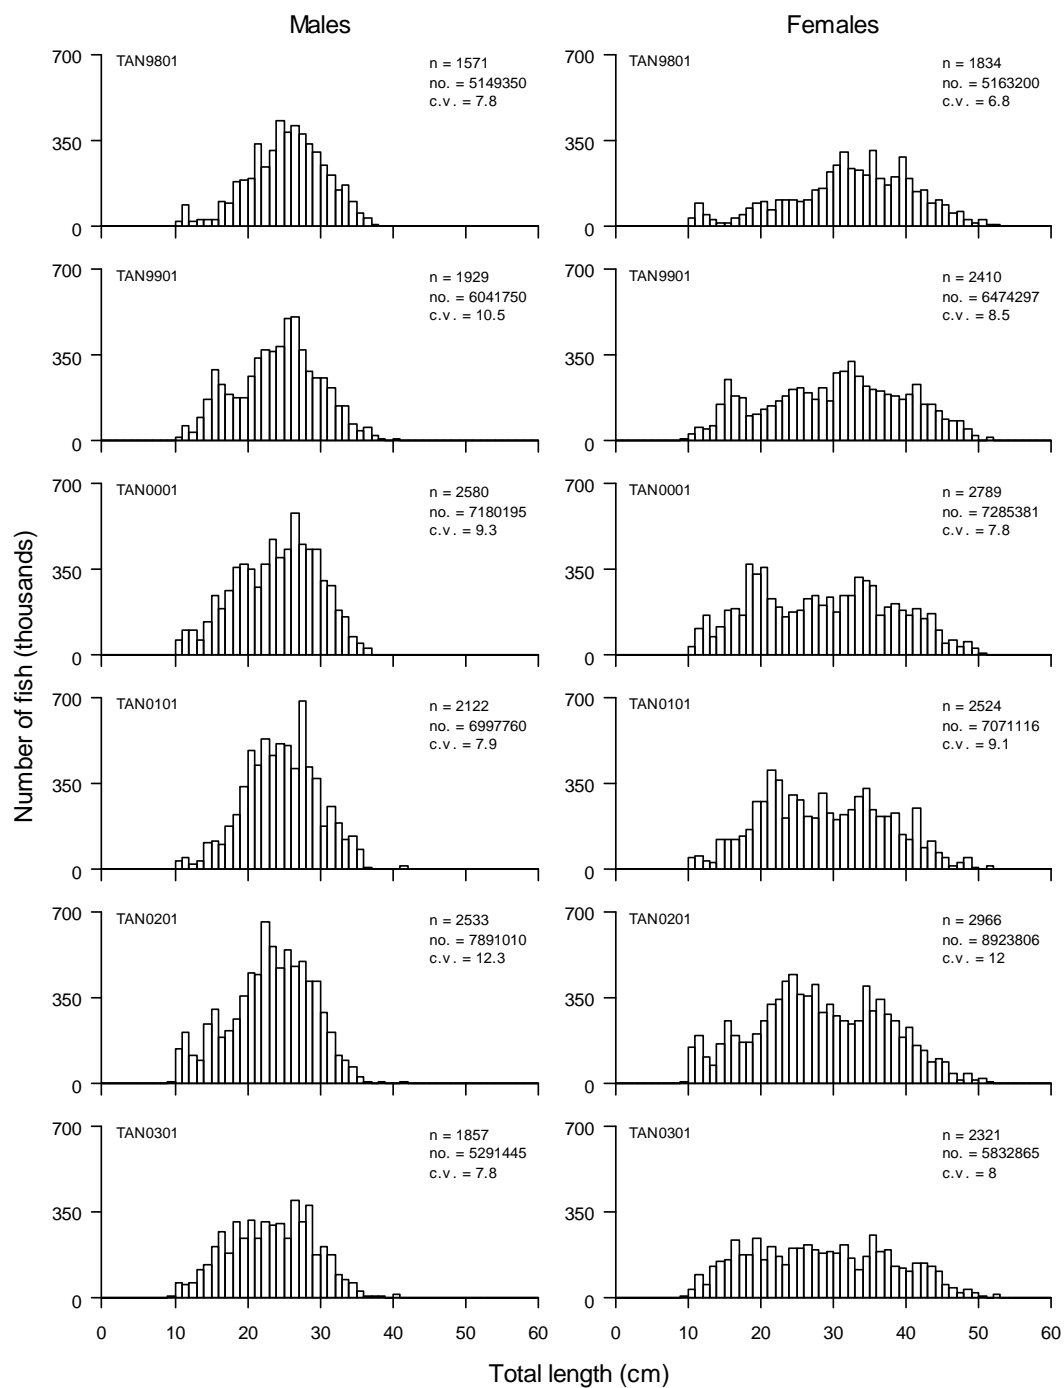 Males
Females
700
TAN9801
n = 1571
no. = 5149350
c.v. = 7.8
350
0
TAN9801
n = 1834
no. = 5163200
c.v. = 6.8
700
350
0
700
TAN9901
n = 1929
no. = 6041750
c.v. = 10.5
350
0
700
TAN9901
n = 2410
no. = 6474297
c.v. = 8.5
350
0
700
TAN0001
n = 2580
no. = 7180195
c.v. = 9.3
350
0
700
TAN0001
n = 2789
no. = 7285381
c.v. = 7.8
350
0
Number of fish (thousands)
700
TAN0101
n = 2122
no. = 6997760
c.v. = 7.9
350
0
700
TAN0101
n = 2524
no. = 7071116
c.v. = 9.1
350
0
700
TAN0201
n = 2533
no. = 7891010
c.v. = 12.3
350
0
700
TAN0201
n = 2966
no. = 8923806
c.v. = 12
350
0
700
TAN0301
n = 1857
no. = 5291445
c.v. = 7.8
350
0
700
TAN0301
n = 2321
no. = 5832865
c.v. = 8
350
0
0 10 20 30 40 50 60
0 10 20 30 40 50 60
Total length (cm)